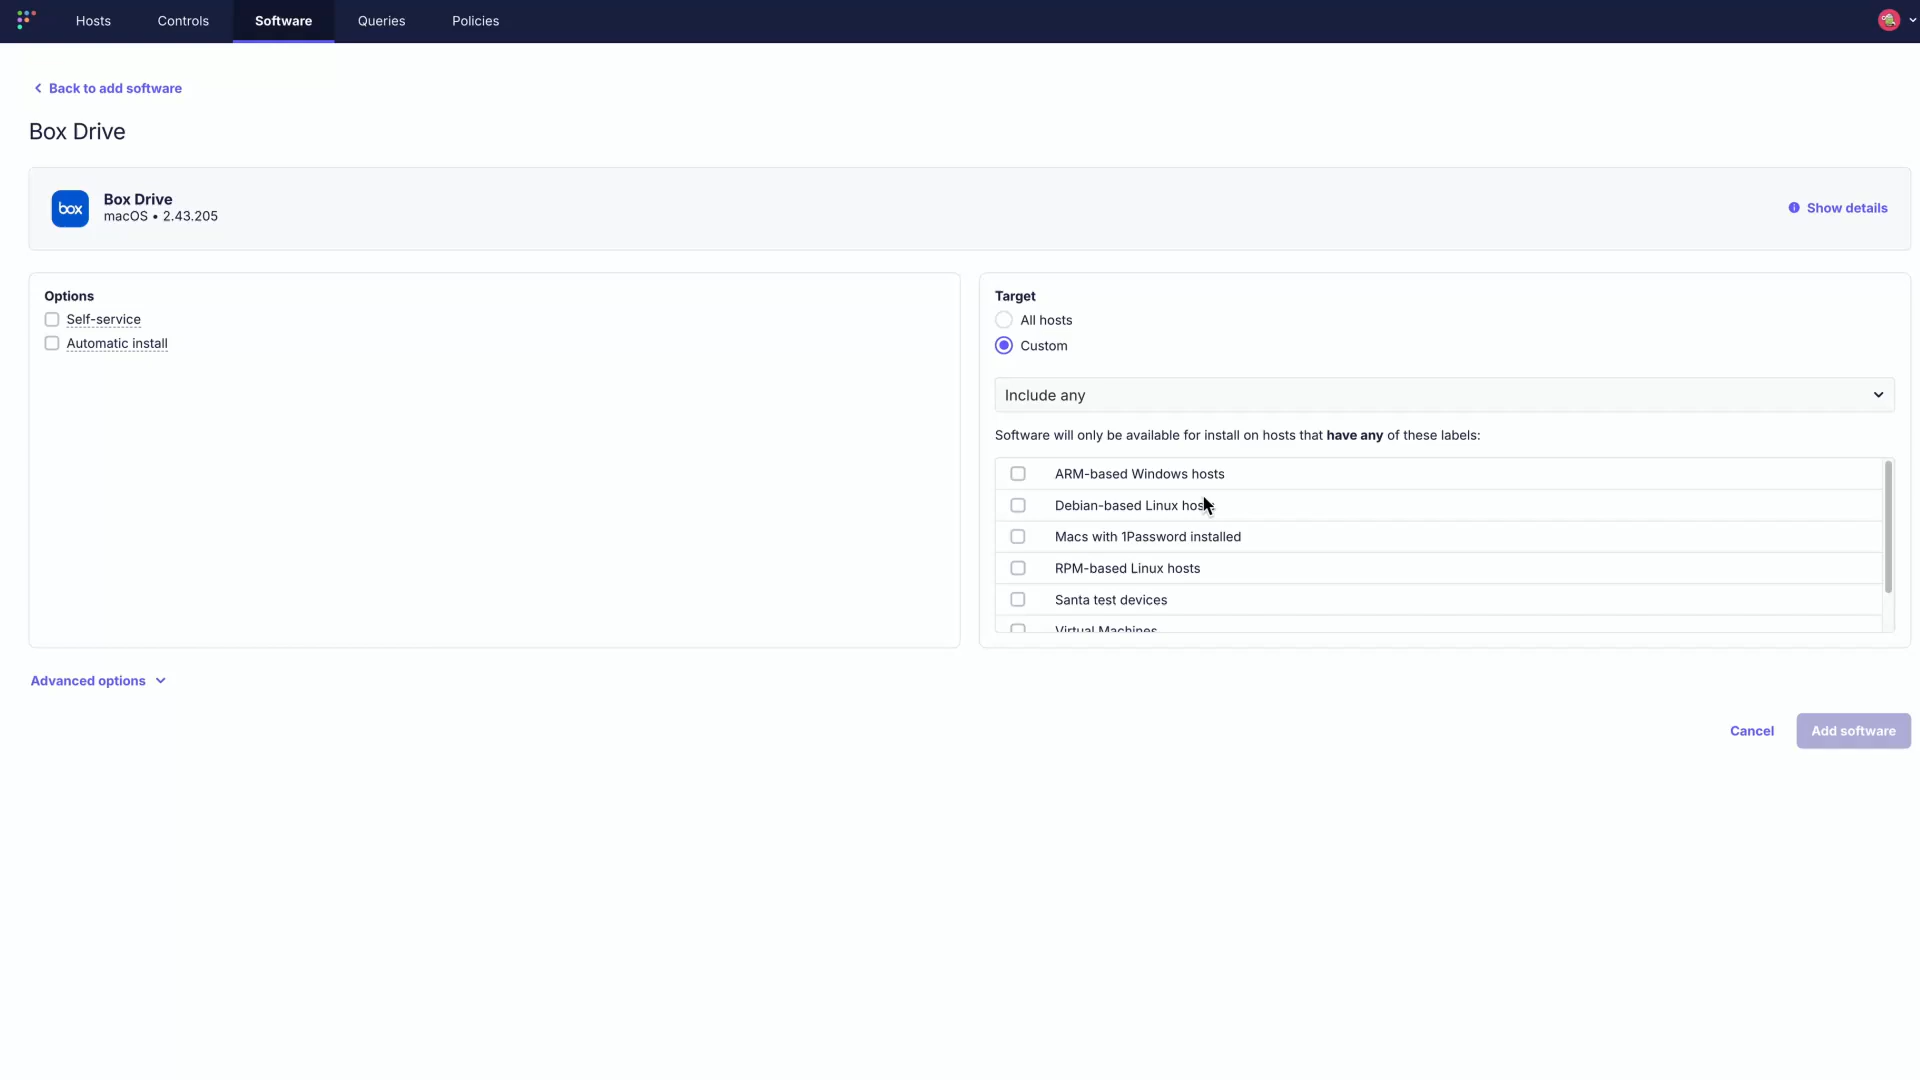 Hosts
Controls
Software
Queries
Policies
Back to add software
Box Drive
box
Box Drive
macOS • 2.43.205
Show details
Options
Self-service
Automatic install
Target
All hosts
Custom
Include any
Software will only be available for install on hosts that have any of these labels:
ARM-based Windows hosts
Debian-based Linux hosts
Macs with 1Password installed
RPM-based Linux hosts
Santa test devices
Virtual Machines
Advanced options
Cancel
Add software